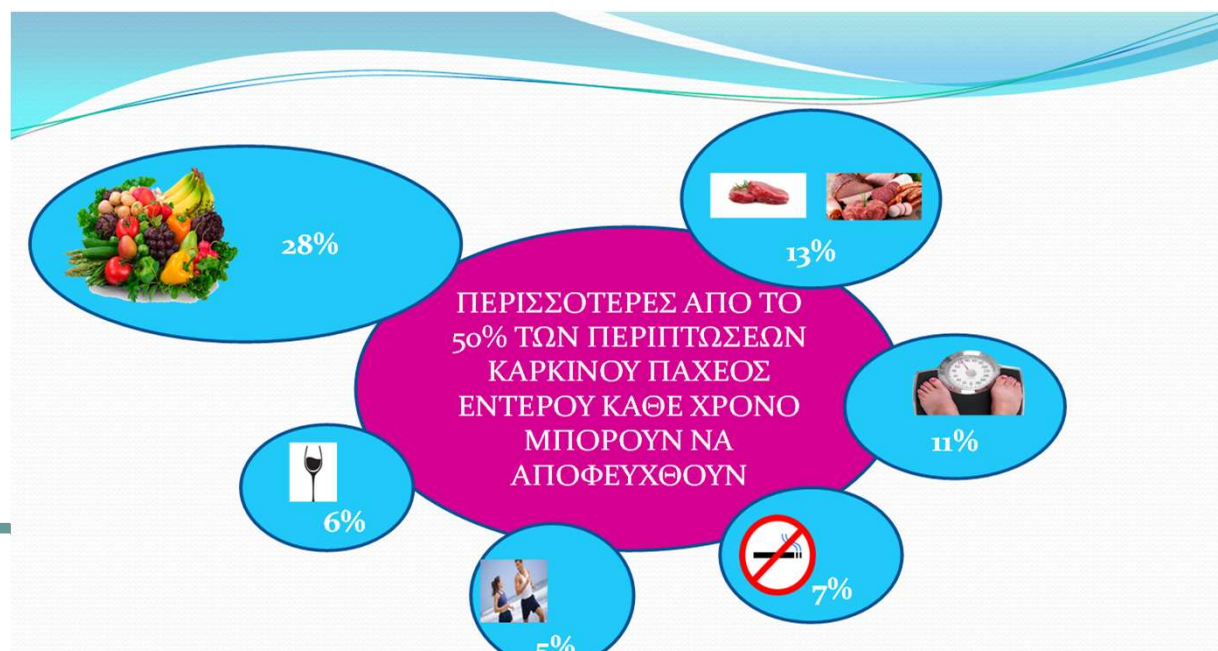 28%
13%
ΠΕΡΙΣΣΟΤΕΡΕΣ ΑΠΟ ΤΟ
50% ΤΩΝ ΠΕΡΙΠΤΩΣΕΩΝ
ΚΑΡΚΙΝΟΥ ΠΑΧΕΟΣ
ΕΝΤΕΡΟΥ ΚΑΘΕ ΧΡΟΝΟ
ΜΠΟΡΟΥΝ ΝΑ
ΑΠΟΦΕΥΧΘΟΥΝ
11%
6%
7%
5%